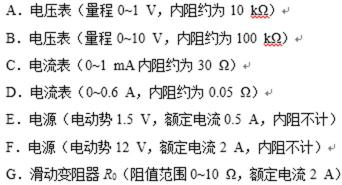 A．电压表（量程 0~1 V，内阻约为 10 kΩ）↵
B．电压表（量程 0~10 V，内阻约为 100 kΩ）↵
C．电流表（0~1 mA 内阻约为 30 Ω）↵
D．电流表（0~0.6 A，内阻约为 0.05 Ω）↵
E．电源（电动势 1.5 V，额定电流 0.5 A，内阻不计）
F．电源（电动势 12 V，额定电流 2 A，内阻不计）
G．滑动变阻器 R0（阻值范围 0~10 Ω，额定电流 2 A）